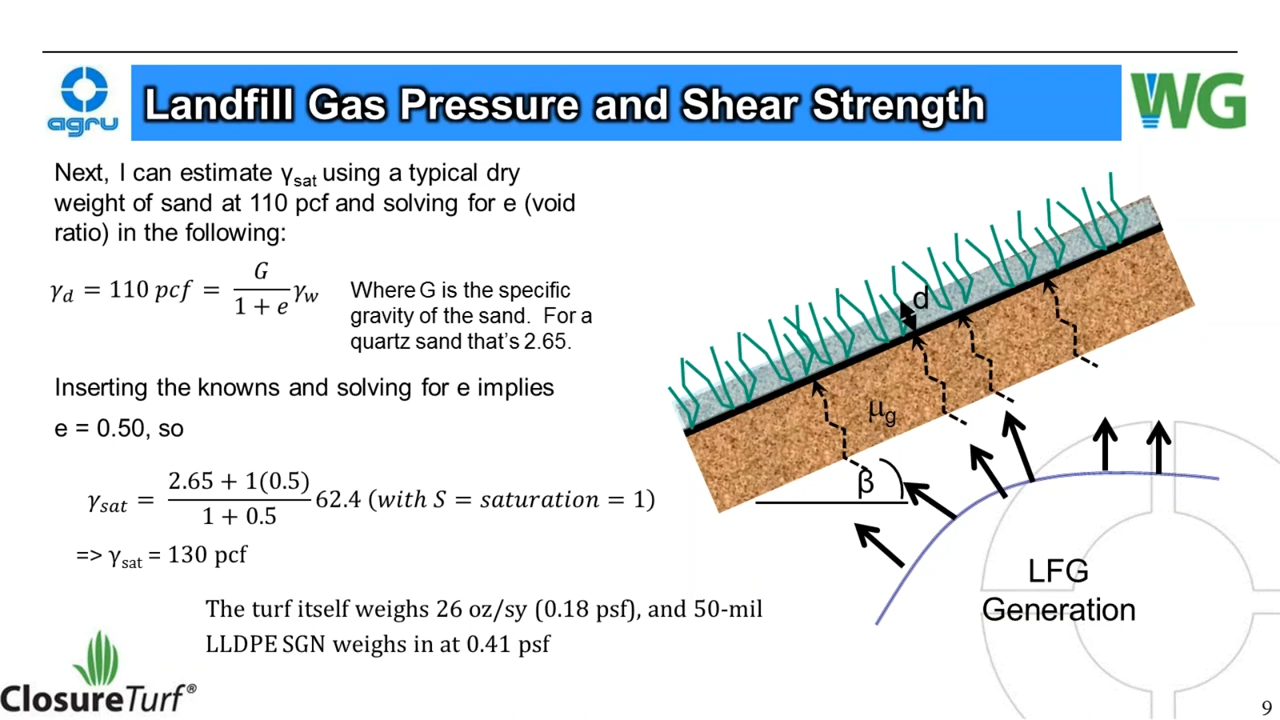 agru
Landfill Gas Pressure and Shear Strength
WG
Next, I can estimate γsat using a typical dry
weight of sand at 110 pcf and solving for e (void
ratio) in the following:
γd = 110 pcf = G / (1 + e) γw
Where G is the specific
gravity of the sand. For a
quartz sand that's 2.65.
Inserting the knowns and solving for e implies
e = 0.50, so
γsat = (2.65 + 1(0.5)) / (1 + 0.5) 62.4 (with S = saturation = 1)
=> γsat = 130 pcf
The turf itself weighs 26 oz/sy (0.18 psf), and 50-mil
LLDPE SGN weighs in at 0.41 psf
d
μg
β
LFG
Generation
ClosureTurf®
9